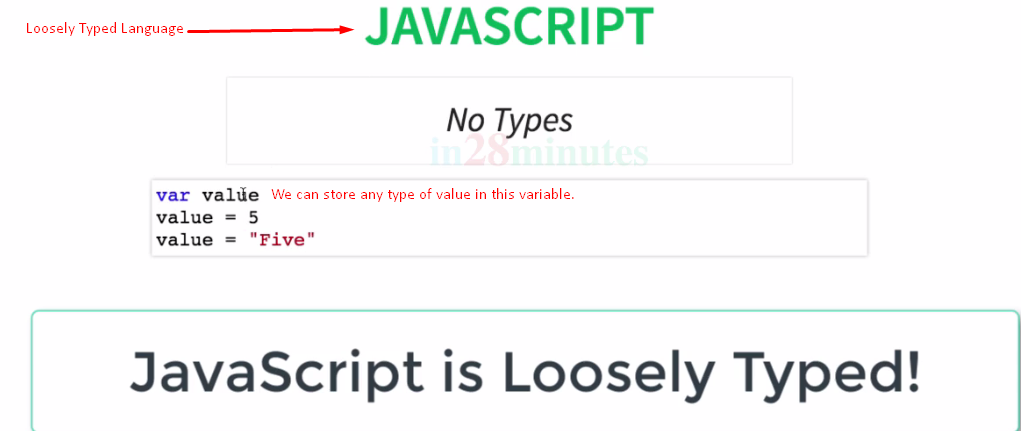 Loosely Typed Language
JAVASCRIPT
No Types
in28minutes
var value We can store any type of value in this variable.
value = 5
value = "Five"
JavaScript is Loosely Typed!